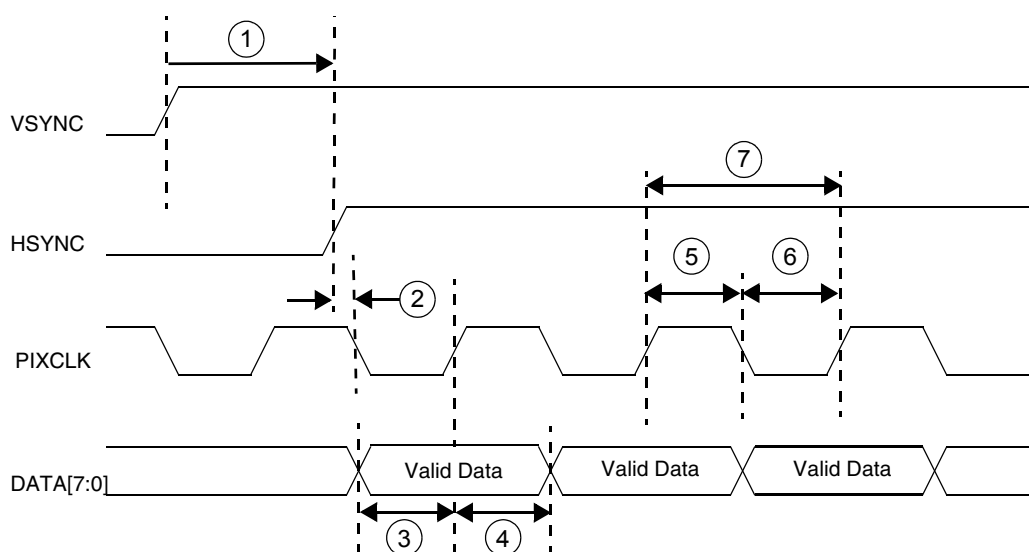 1
VSYNC
7
HSYNC
5
6
2
PIXCLK
Valid Data
Valid Data
Valid Data
DATA[7:0]
3
4